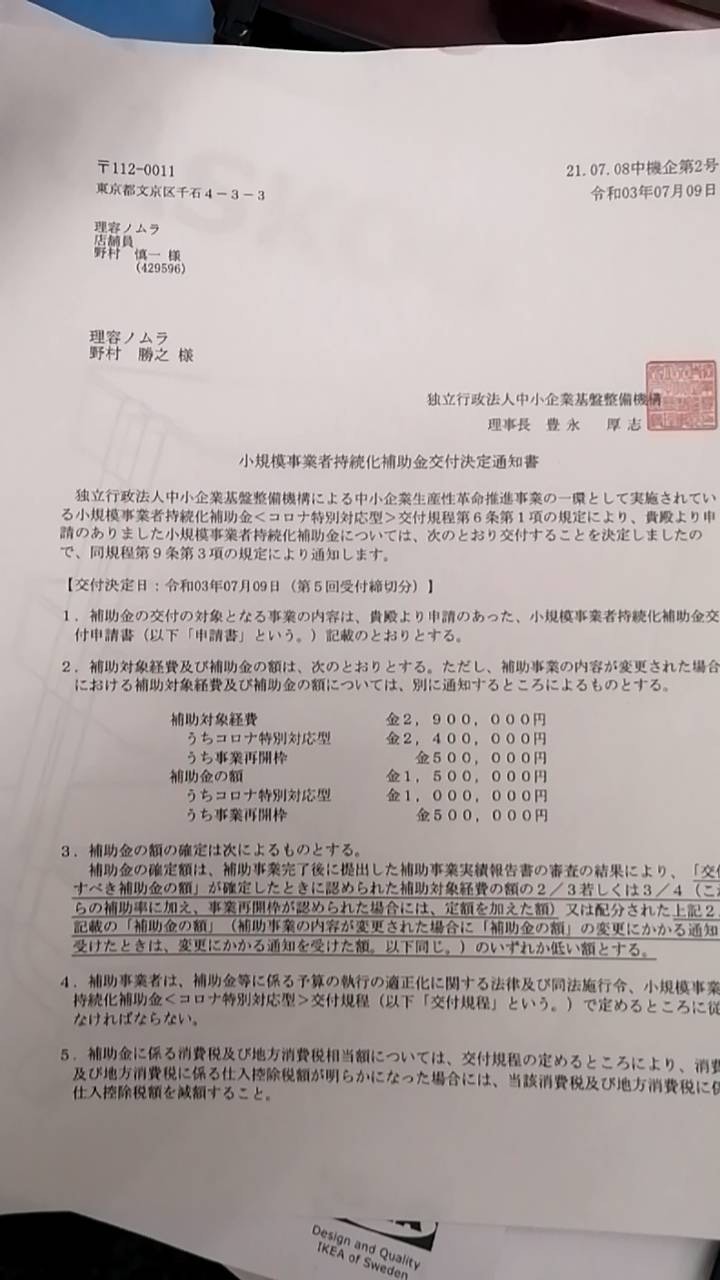 〒112-0011
東京都文京区千石４－３－３
21.07.08中機企第2号
令和03年07月09日
理容ノムラ
店舗員
野村　慎一 様
(429596)
理容ノムラ
野村　勝之 様
独立行政法人中小企業基盤整備機構
理事長　豊永　厚志
小規模事業者持続化補助金交付決定通知書
独立行政法人中小企業基盤整備機構による中小企業生産性革命推進事業の一環として実施されてい
る小規模事業者持続化補助金＜コロナ特別対応型＞交付規程第６条第１項の規定により、貴殿より申
請のありました小規模事業者持続化補助金については、次のとおり交付することを決定しましたの
で、同規程第９条第３項の規定により通知します。
【交付決定日：令和03年07月09日（第５回受付締切分）】
１．補助金の交付の対象となる事業の内容は、貴殿より申請のあった、小規模事業者持続化補助金交
付申請書（以下「申請書」という。）記載のとおりとする。
２．補助対象経費及び補助金の額は、次のとおりとする。ただし、補助事業の内容が変更された場合
における補助対象経費及び補助金の額については、別に通知するところによるものとする。
補助対象経費　金２，９００，０００円
うちコロナ特別対応型　金２，４００，０００円
うち事業再開枠　金５００，０００円
補助金の額　金１，５００，０００円
うちコロナ特別対応型　金１，０００，０００円
うち事業再開枠　金５００，０００円
３．補助金の額の確定は次によるものとする。
補助金の確定額は、補助事業完了後に提出した補助事業実績報告書の審査の結果により、「交付
すべき補助金の額」が確定したときに認められた補助対象経費の額の２／３若しくは３／４（これ
らの補助率に加え、事業再開枠が認められた場合には、定額を加えた額）又は配分された上記２．
記載の「補助金の額」（補助事業の内容が変更された場合に「補助金の額」の変更にかかる通知
受けたときは、変更にかかる通知を受けた額。以下同じ。）のいずれか低い額とする。
４．補助事業者は、補助金等に係る予算の執行の適正化に関する法律及び同法施行令、小規模事業
持続化補助金＜コロナ特別対応型＞交付規程（以下「交付規程」という。）で定めるところに従
なければならない。
５．補助金に係る消費税及び地方消費税相当額については、交付規程の定めるところにより、消費
及び地方消費税に係る仕入控除税額が明らかになった場合には、当該消費税及び地方消費税に係
仕入控除税額を減額すること。
Design and Quality
IKEA of Sweden